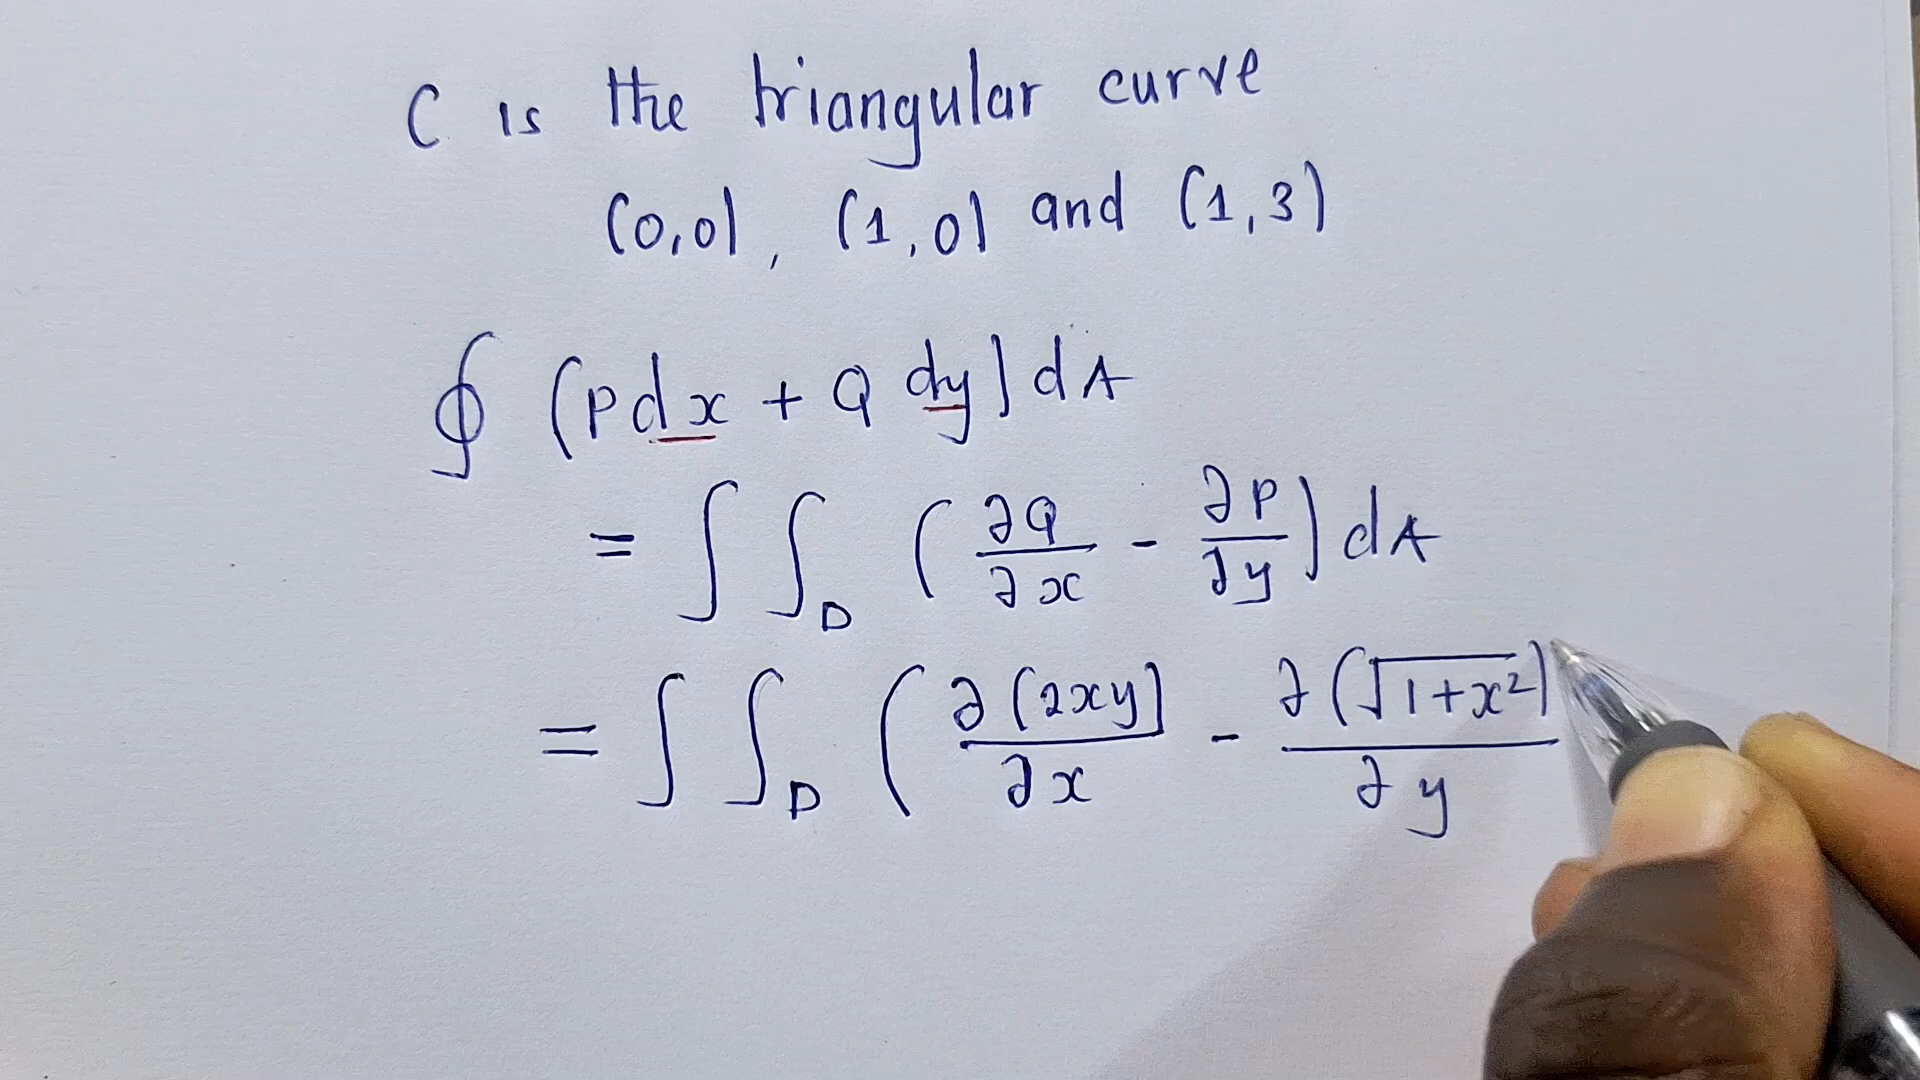 C is the triangular curve
(0,0), (1,0) and (1,3)
∮ (Pdx + Q dy) dA
= ∫∫_D (∂Q/∂x - ∂P/∂y) dA
= ∫∫_D (∂(2xy)/∂x - ∂(√(1+x²))/∂y